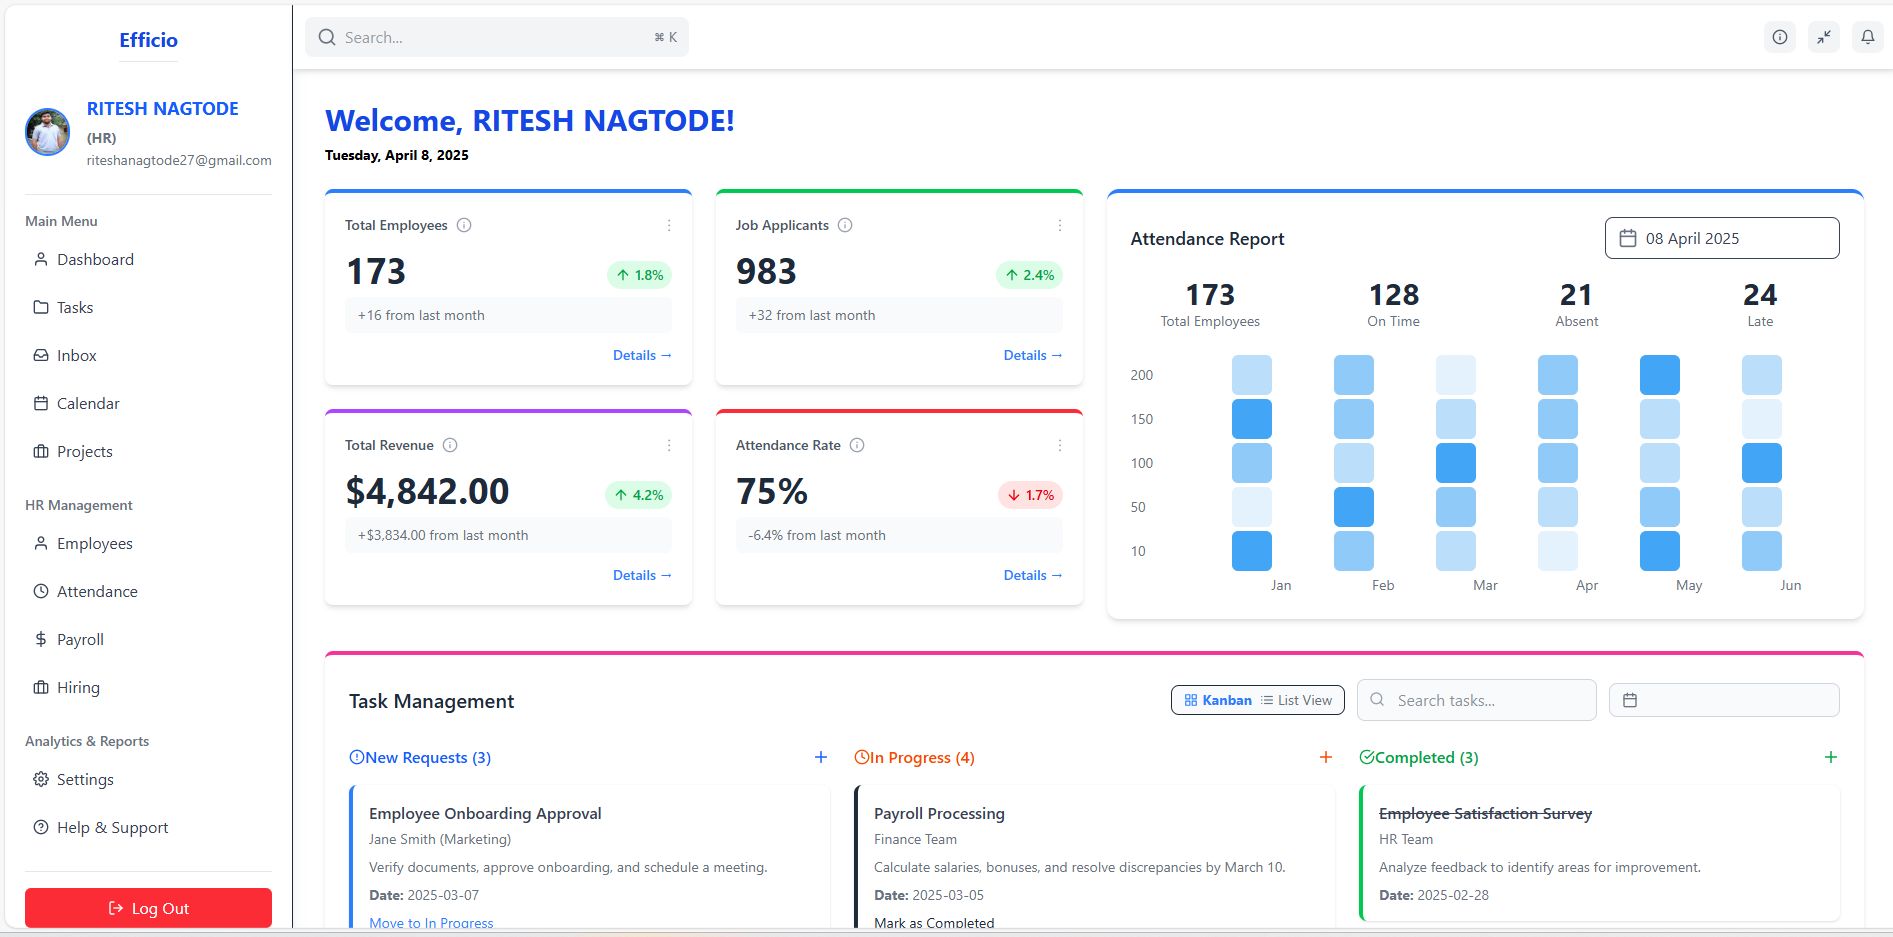 Efficio
RITESH NAGTODE
(HR)
riteshanagtode27@gmail.com
Main Menu
Dashboard
Tasks
Inbox
Calendar
Projects
HR Management
Employees
Attendance
Payroll
Hiring
Analytics & Reports
Settings
Help & Support
Log Out
Search... ⌘ K
Welcome, RITESH NAGTODE!
Tuesday, April 8, 2025
Total Employees
173
↑ 1.8%
+16 from last month
Details →
Job Applicants
983
↑ 2.4%
+32 from last month
Details →
Total Revenue
$4,842.00
↑ 4.2%
+$3,834.00 from last month
Details →
Attendance Rate
75%
↓ 1.7%
-6.4% from last month
Details →
Attendance Report
08 April 2025
173 128 21 24
Total Employees On Time Absent Late
200
150
100
50
10
Jan Feb Mar Apr May Jun
Task Management
Kanban List View
Search tasks...
New Requests (3)
Employee Onboarding Approval
Jane Smith (Marketing)
Verify documents, approve onboarding, and schedule a meeting.
Date: 2025-03-07
Move to In Progress
In Progress (4)
Payroll Processing
Finance Team
Calculate salaries, bonuses, and resolve discrepancies by March 10.
Date: 2025-03-05
Mark as Completed
Completed (3)
Employee Satisfaction Survey
HR Team
Analyze feedback to identify areas for improvement.
Date: 2025-02-28